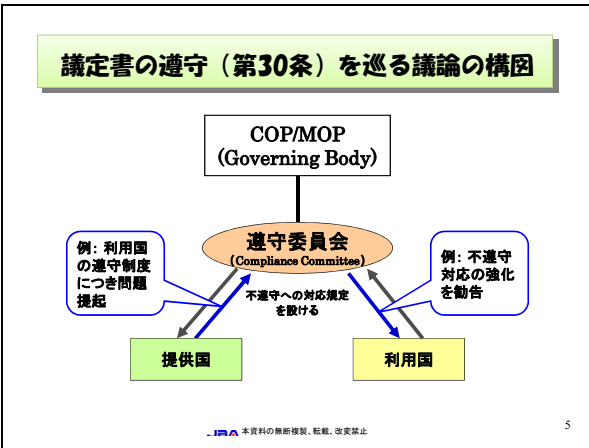 議定書の遵守（第30条）を巡る議論の構図
COP/MOP
(Governing Body)
遵守委員会
(Compliance Committee)
例: 利用国
の遵守制度
につき問題
提起
不遵守への対応規定
を設ける
例: 不遵守
対応の強化
を勧告
提供国
利用国
JBA 本資料の無断複製、転載、改変禁止
5